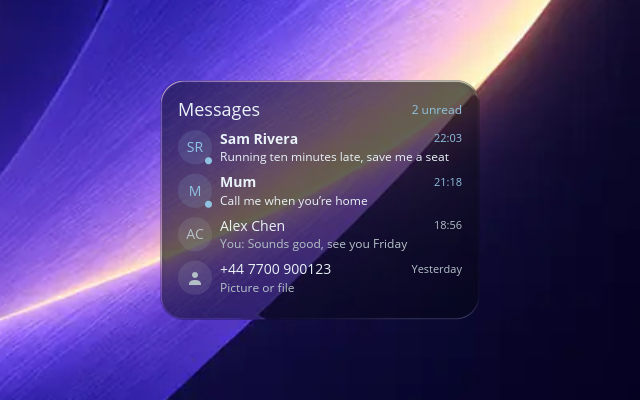 Messages
2 unread
SR
Sam Rivera
22:03
Running ten minutes late, save me a seat
M
Mum
21:18
Call me when you’re home
AC
Alex Chen
18:56
You: Sounds good, see you Friday
+44 7700 900123
Yesterday
Picture or file